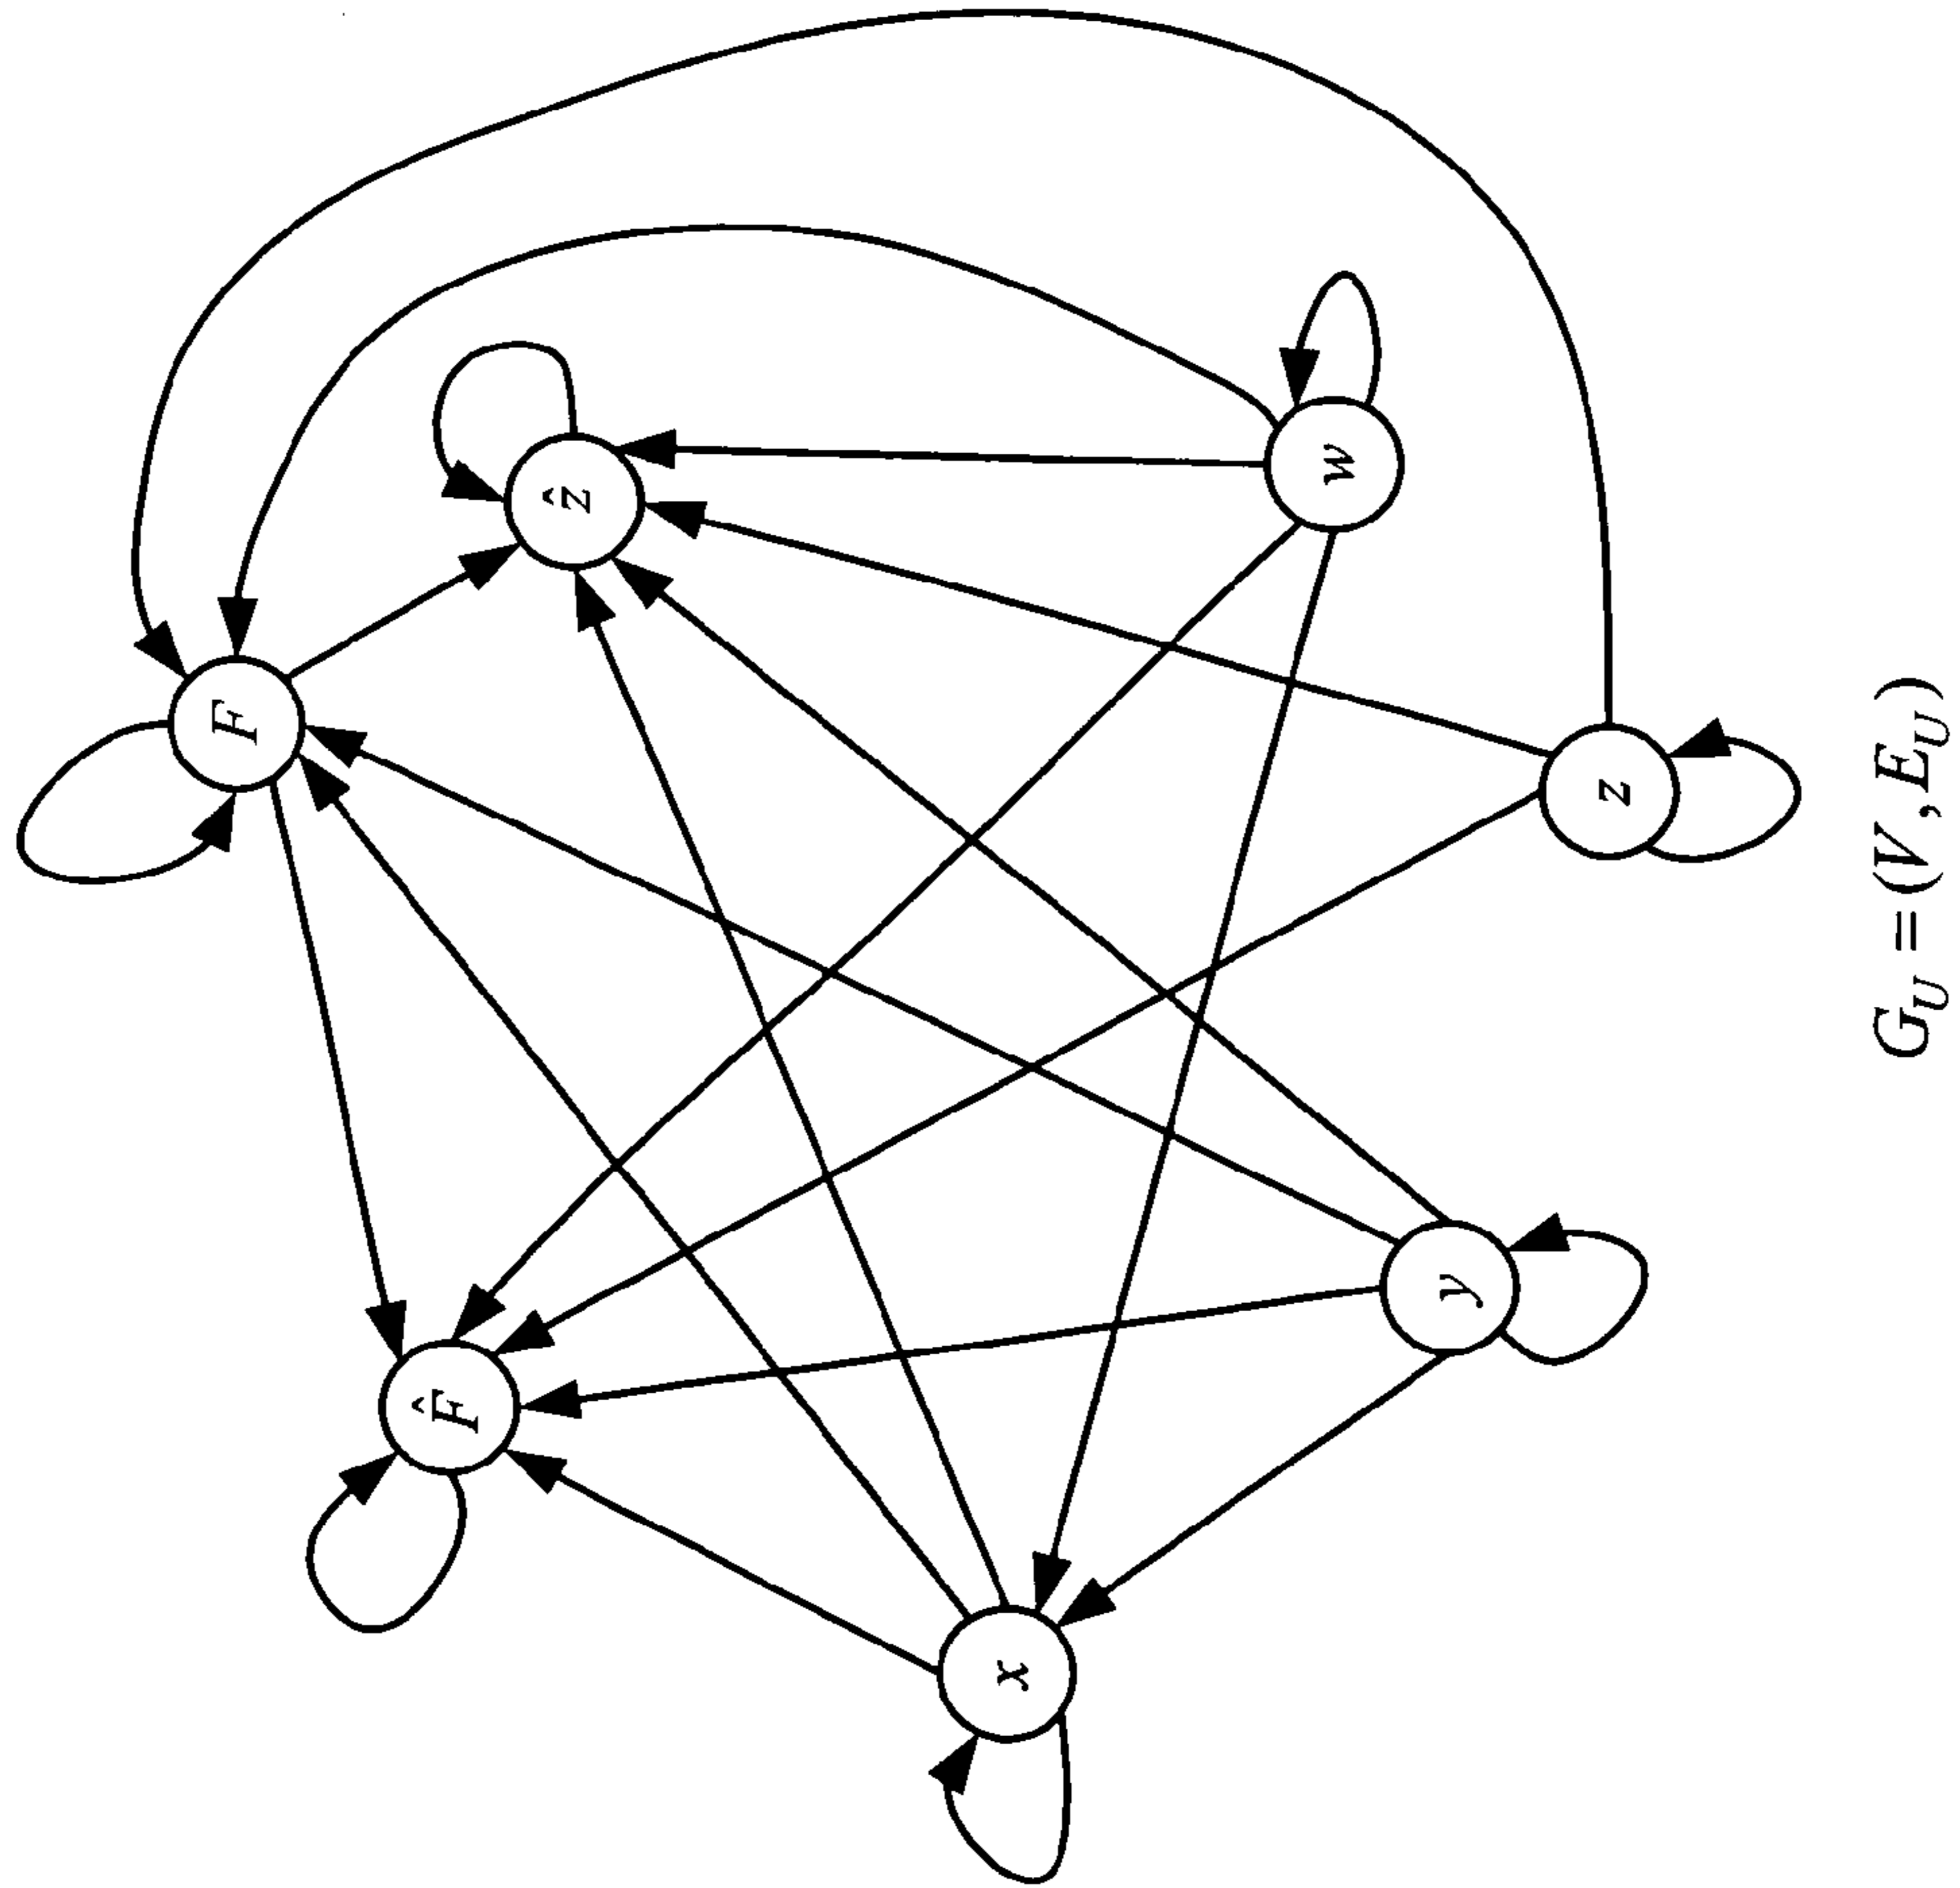 F
ẑ
F̂
w
z
y
x
G_U = (V, E_U)